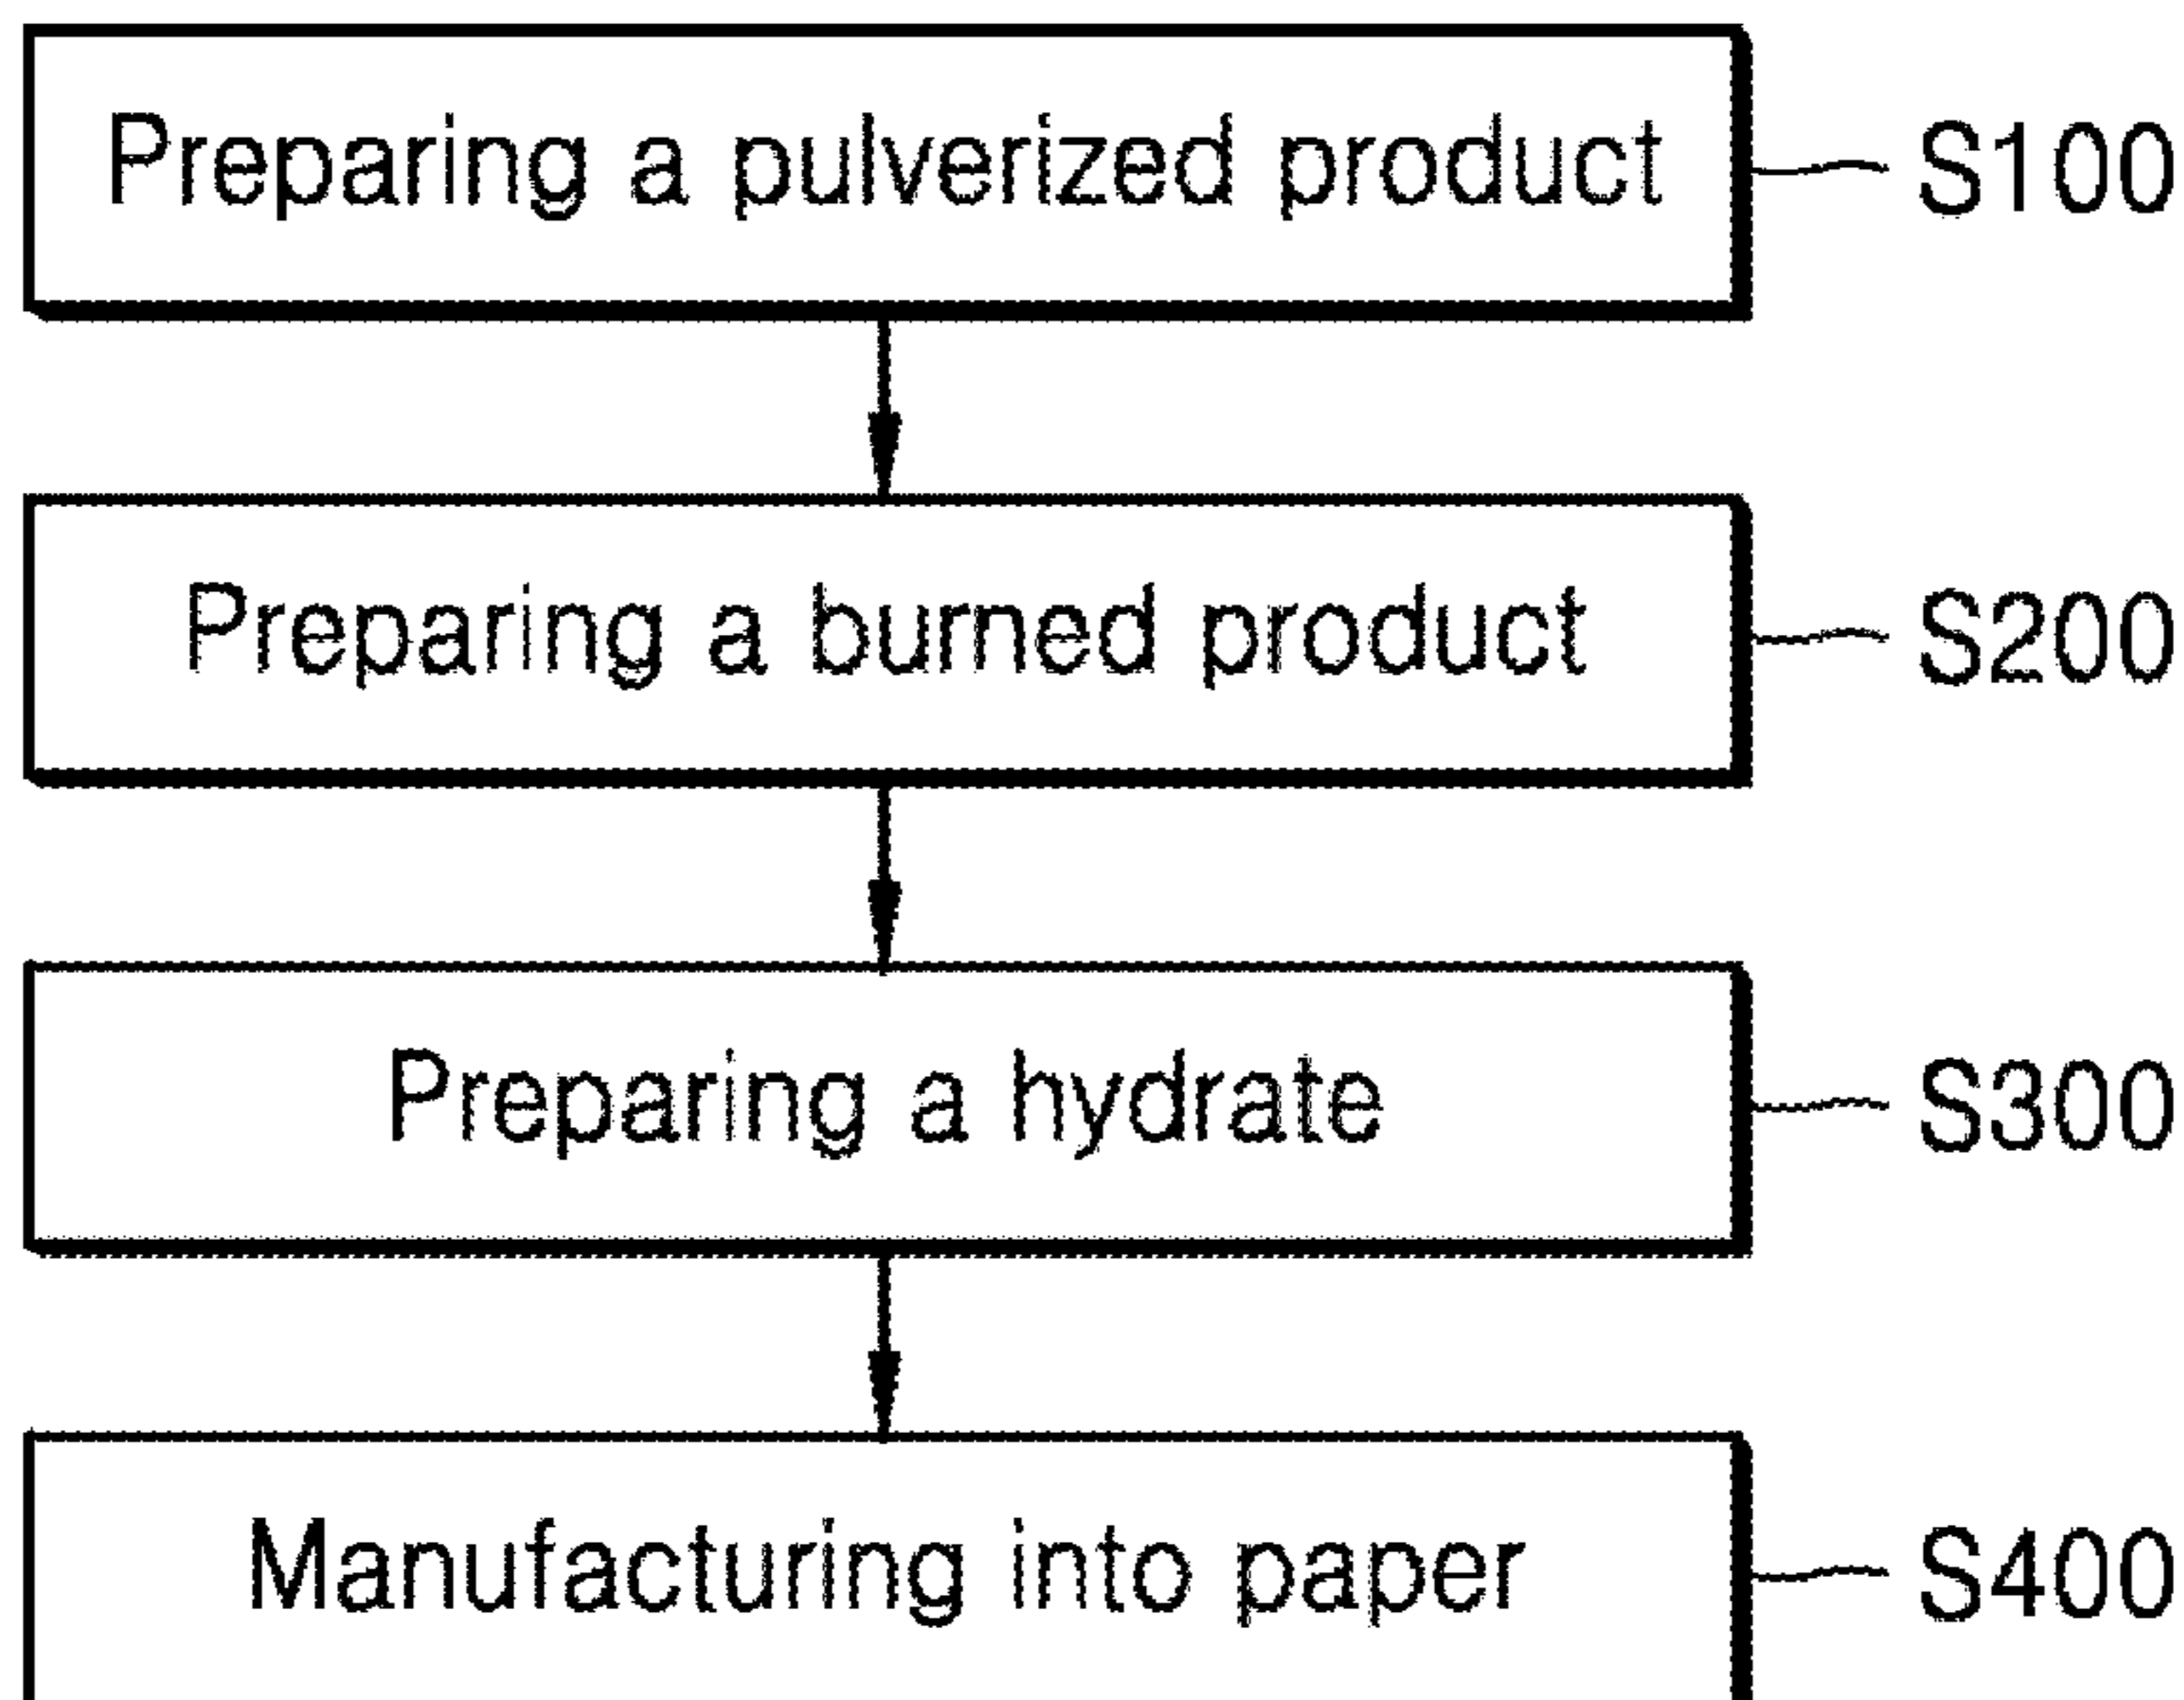 Preparing a pulverized product S100
Preparing a burned product S200
Preparing a hydrate S300
Manufacturing into paper S400